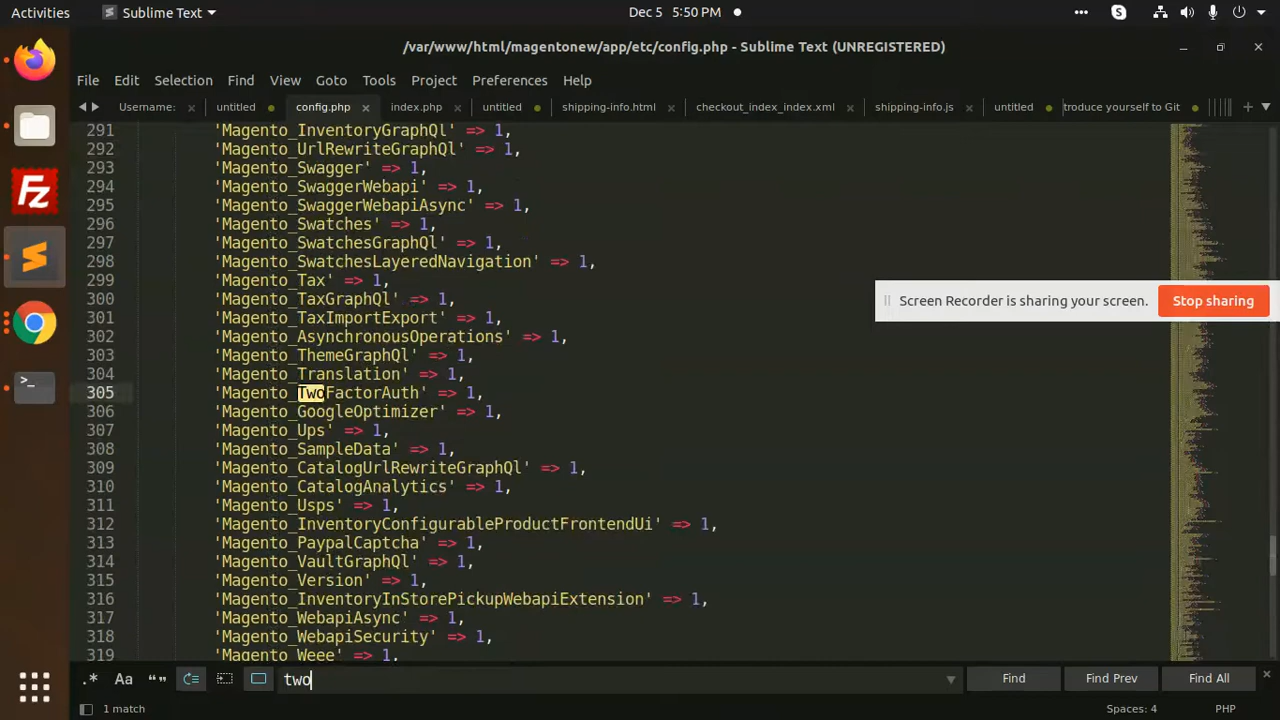 Activities
Sublime Text
Dec 5 5:50 PM
/var/www/html/magentonew/app/etc/config.php - Sublime Text (UNREGISTERED)
File Edit Selection Find View Goto Tools Project Preferences Help
Username: untitled config.php index.php untitled shipping-info.html checkout_index_index.xml shipping-info.js untitled troduce yourself to Git
291 'Magento_InventoryGraphQl' => 1,
292 'Magento_UrlRewriteGraphQl' => 1,
293 'Magento_Swagger' => 1,
294 'Magento_SwaggerWebapi' => 1,
295 'Magento_SwaggerWebapiAsync' => 1,
296 'Magento_Swatches' => 1,
297 'Magento_SwatchesGraphQl' => 1,
298 'Magento_SwatchesLayeredNavigation' => 1,
299 'Magento_Tax' => 1,
300 'Magento_TaxGraphQl' => 1,
301 'Magento_TaxImportExport' => 1,
302 'Magento_AsynchronousOperations' => 1,
303 'Magento_ThemeGraphQl' => 1,
304 'Magento_Translation' => 1,
305 'Magento_TwoFactorAuth' => 1,
306 'Magento_GoogleOptimizer' => 1,
307 'Magento_Ups' => 1,
308 'Magento_SampleData' => 1,
309 'Magento_CatalogUrlRewriteGraphQl' => 1,
310 'Magento_CatalogAnalytics' => 1,
311 'Magento_Usps' => 1,
312 'Magento_InventoryConfigurableProductFrontendUi' => 1,
313 'Magento_PaypalCaptcha' => 1,
314 'Magento_VaultGraphQl' => 1,
315 'Magento_Version' => 1,
316 'Magento_InventoryInStorePickupWebapiExtension' => 1,
317 'Magento_WebapiAsync' => 1,
318 'Magento_WebapiSecurity' => 1,
319 'Magento_Weee' => 1,
Screen Recorder is sharing your screen.
Stop sharing
.* Aa “” two Find Find Prev Find All
1 match
Spaces: 4
PHP